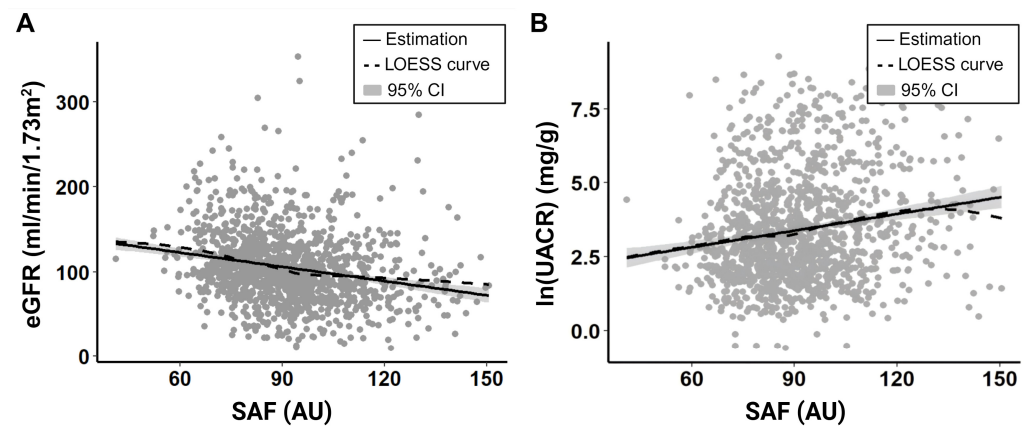 A
Estimation
LOESS curve
95% CI
eGFR (ml/min/1.73m²)
300
200
100
0
60 90 120 150
SAF (AU)
B
Estimation
LOESS curve
95% CI
ln(UACR) (mg/g)
7.5
5.0
2.5
0.0
60 90 120 150
SAF (AU)